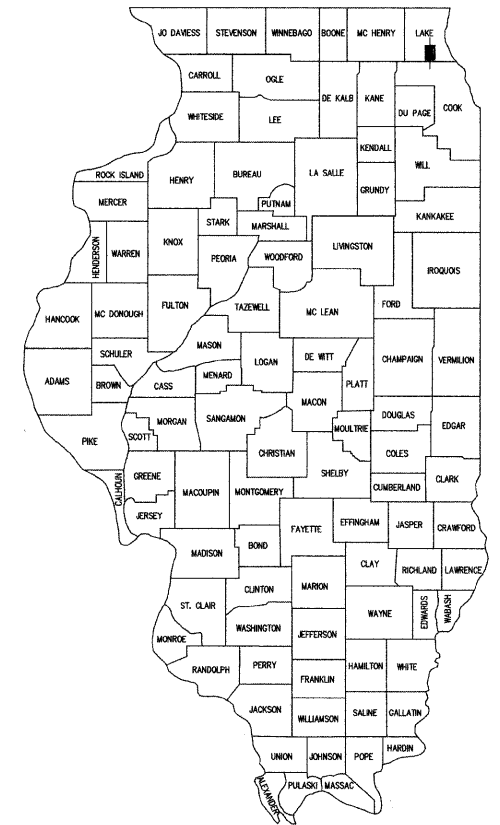 JO DAVIESS STEVENSON WINNEBAGO BOONE MC HENRY LAKE
CARROLL OGLE
DE KALB KANE COOK
DU PAGE
WHITESIDE LEE
KENDALL
WILL
ROCK ISLAND HENRY BUREAU LA SALLE
GRUNDY
MERCER PUTNAM
STARK MARSHALL KANKAKEE
HENDERSON WARREN KNOX PEORIA WOODFORD LIVINGSTON
IROQUOIS
HANCOOK MC DONOUGH FULTON TAZEWELL MC LEAN FORD
SCHULER MASON
LOGAN DE WITT CHAMPAIGN VERMILION
ADAMS BROWN CASS MENARD PLATT
MACON
PIKE SCOTT MORGAN SANGAMON MOULTRIE DOUGLAS EDGAR
CHRISTIAN COLES
CALHOUN GREENE MACOUPIN MONTGOMERY SHELBY CUMBERLAND CLARK
JERSEY FAYETTE EFFINGHAM JASPER CRAWFORD
MADISON BOND
CLAY RICHLAND LAWRENCE
ST. CLAIR CLINTON MARION
WAYNE EDWARDS WABASH
WASHINGTON JEFFERSON
MONROE
RANDOLPH PERRY HAMILTON WHITE
FRANKLIN
JACKSON WILLIAMSON SALINE GALLATIN
UNION JOHNSON POPE HARDIN
ALEXANDER PULASKI MASSAC